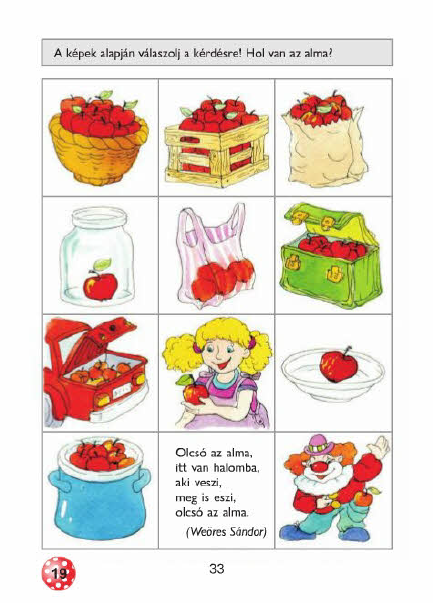 A képek alapján válaszolj a kérdésre! Hol van az alma?
Olcsó az alma,
itt van halomba,
aki veszi,
meg is eszi,
olcsó az alma.
(Weöres Sándor)
19
33